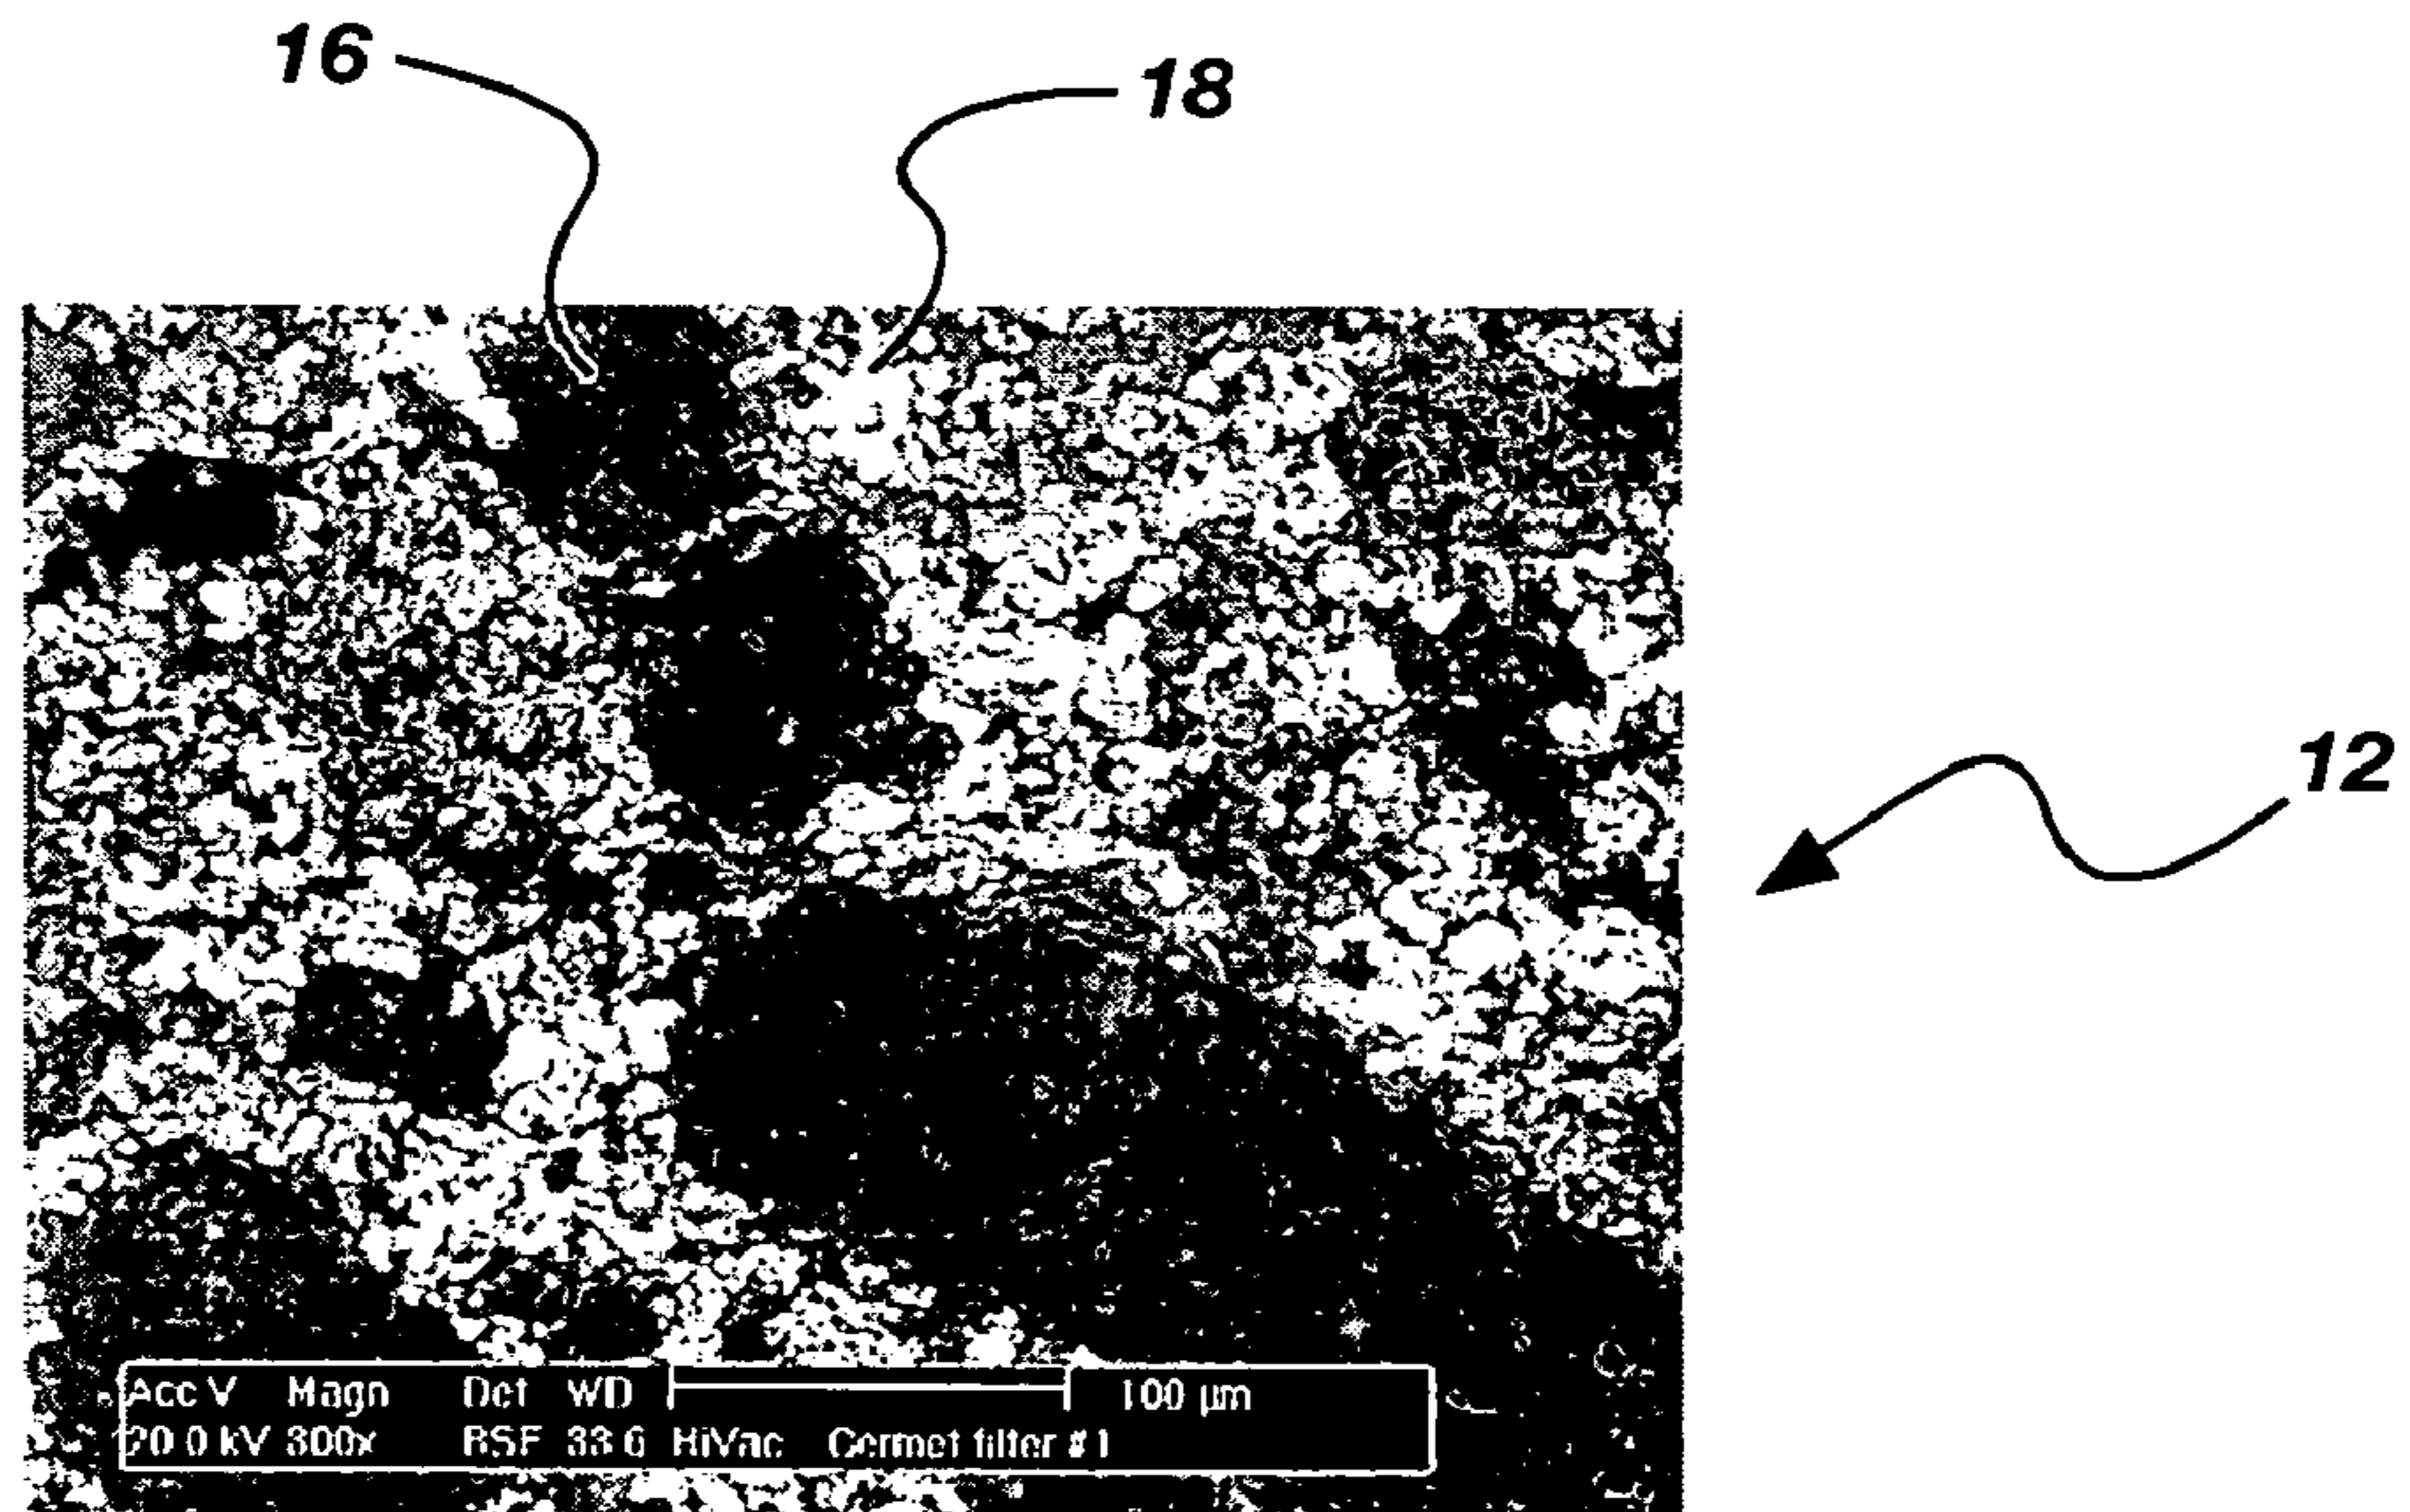 16
18
12
Acc V Magn Det WD 100 µm
20.0 kV 300x BSE 33.6 HiVac Cermet filter #1